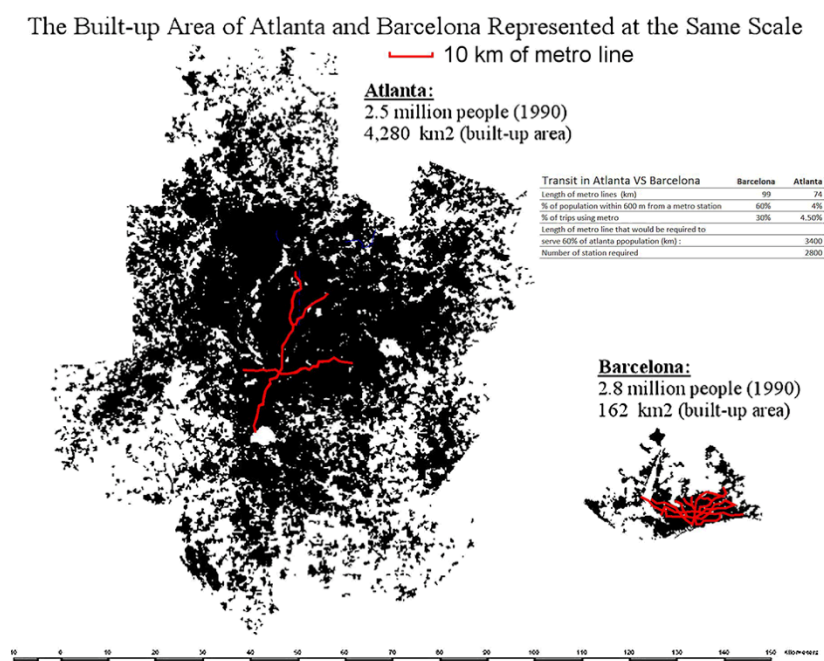 The Built-up Area of Atlanta and Barcelona Represented at the Same Scale
10 km of metro line
Atlanta:
2.5 million people (1990)
4,280 km2 (built-up area)
Transit in Atlanta VS Barcelona Barcelona Atlanta
Length of metro lines (km) 99 74
% of population within 600 m from a metro station 60% 4%
% of trips using metro 30% 4.50%
Length of metro line that would be required to
serve 60% of atlanta ppopulation (km) : 3400
Number of station required 2800
Barcelona:
2.8 million people (1990)
162 km2 (built-up area)
10 0 10 20 30 40 50 60 70 80 90 100 110 120 130 140 150 Kilometers